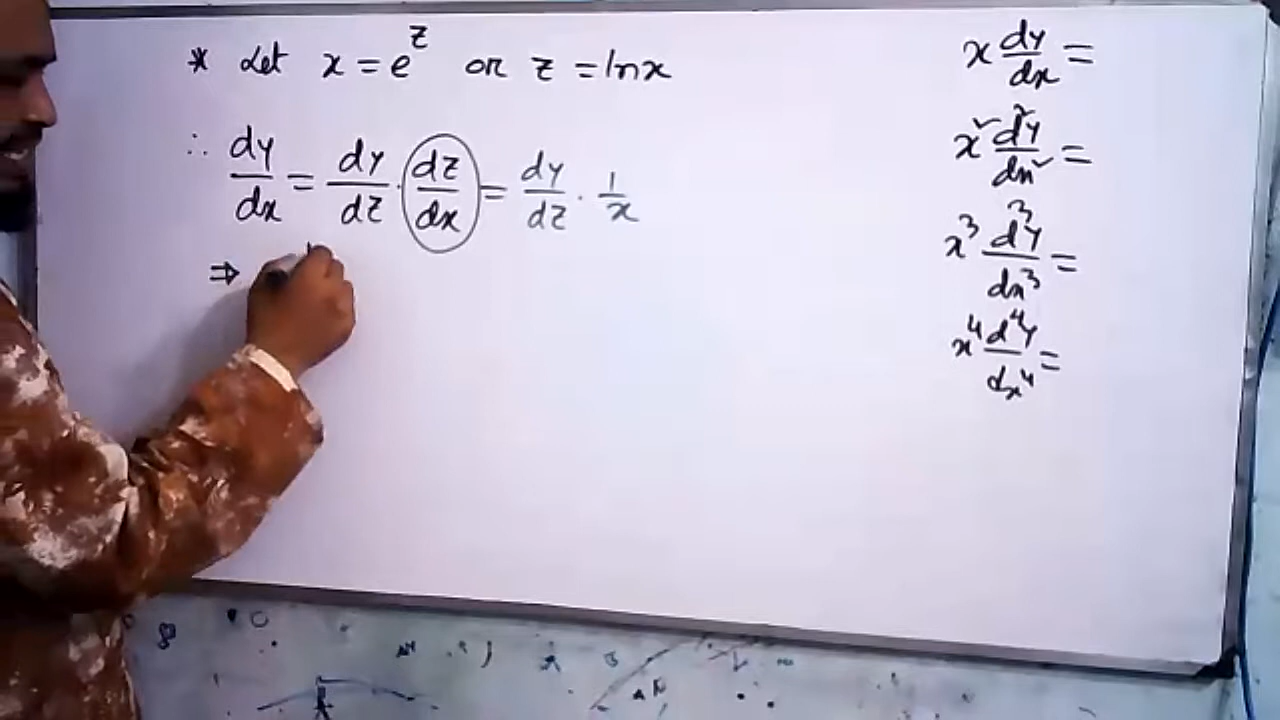 * Let x = e^z or z = lnx
∴ dy/dx = dy/dz · dz/dx = dy/dz · 1/x
⇒
x dy/dx =
x² d²y/dx² =
x³ d³y/dx³ =
x⁴ d⁴y/dx⁴ =